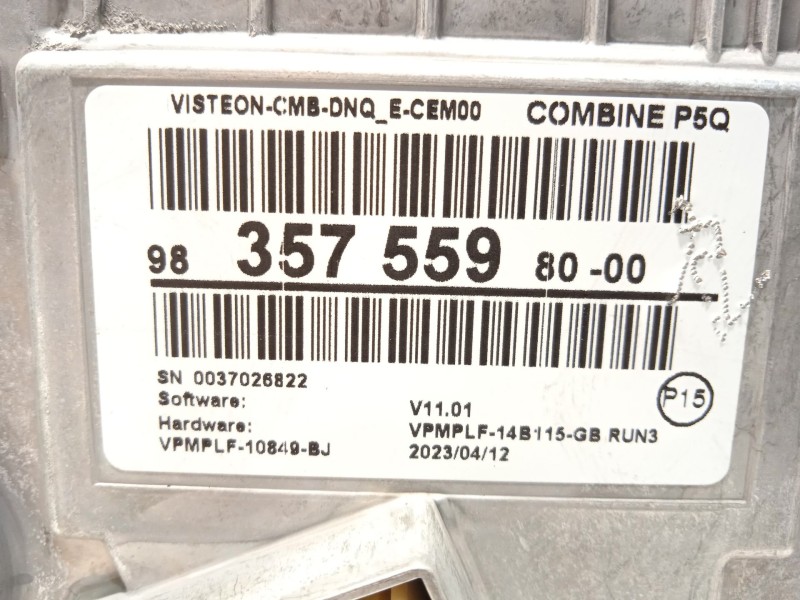 VISTEON-CMB-DNQ_E-CEM00 COMBINE P5Q
98 357 559 80-00
SN 0037026822
Software: V11.01
P15
Hardware: VPMPLF-14B115-GB RUN3
VPMPLF-10849-BJ 2023/04/12